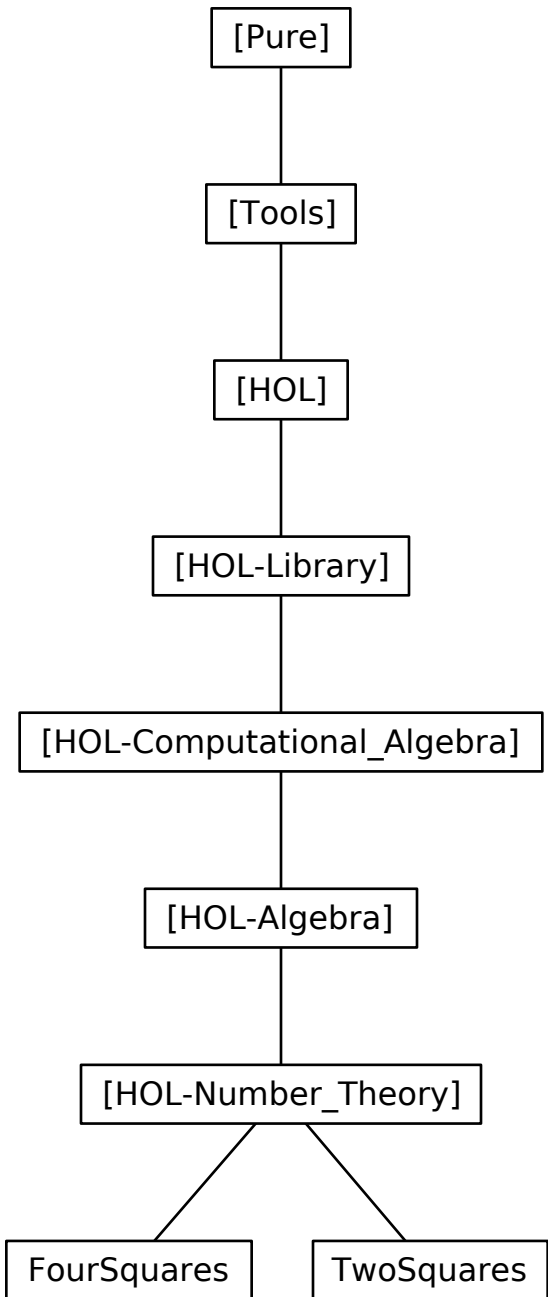 [Pure]
[Tools]
[HOL]
[HOL-Library]
[HOL-Computational_Algebra]
[HOL-Algebra]
[HOL-Number_Theory]
FourSquares
TwoSquares